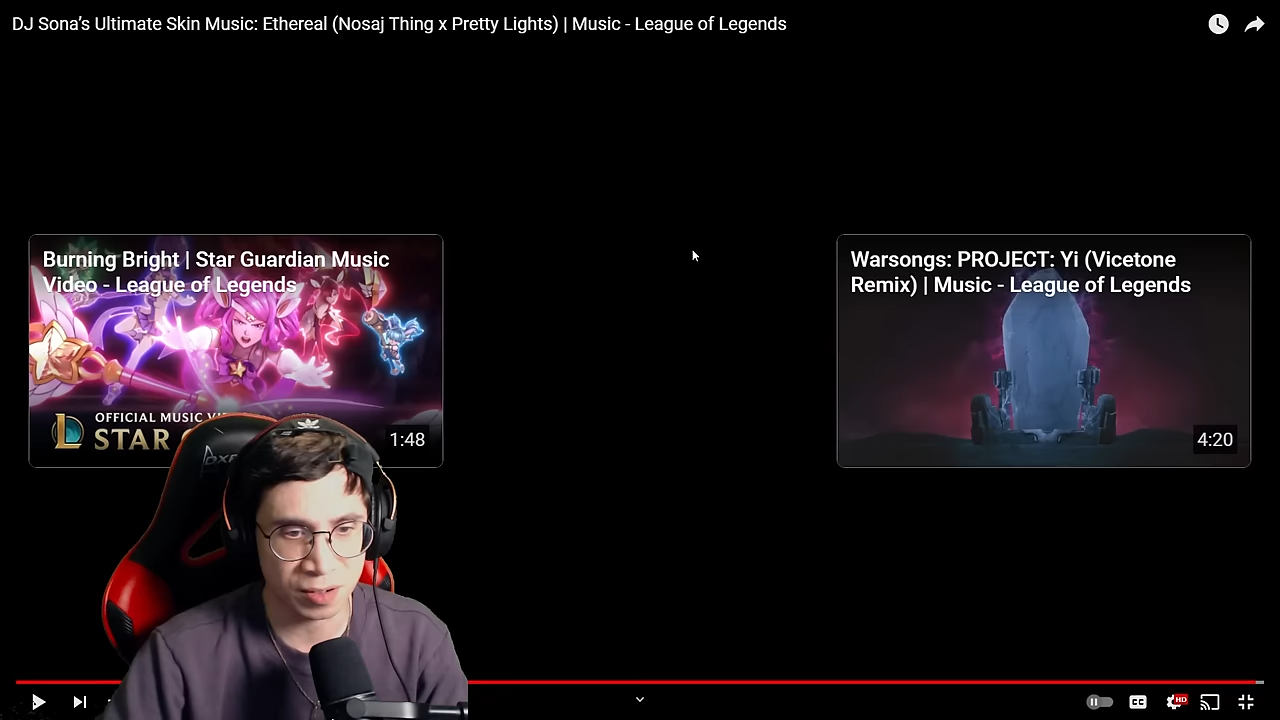 DJ Sona’s Ultimate Skin Music: Ethereal (Nosaj Thing x Pretty Lights) | Music - League of Legends
Burning Bright | Star Guardian Music
Video - League of Legends
OFFICIAL MUSIC
STAR
1:48
Warsongs: PROJECT: Yi (Vicetone
Remix) | Music - League of Legends
4:20
CC
HD